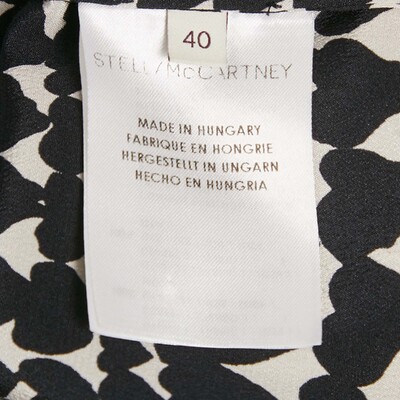 40
STELLA McCARTNEY
MADE IN HUNGARY
FABRIQUE EN HONGRIE
HERGESTELLT IN UNGARN
HECHO EN HUNGRIA